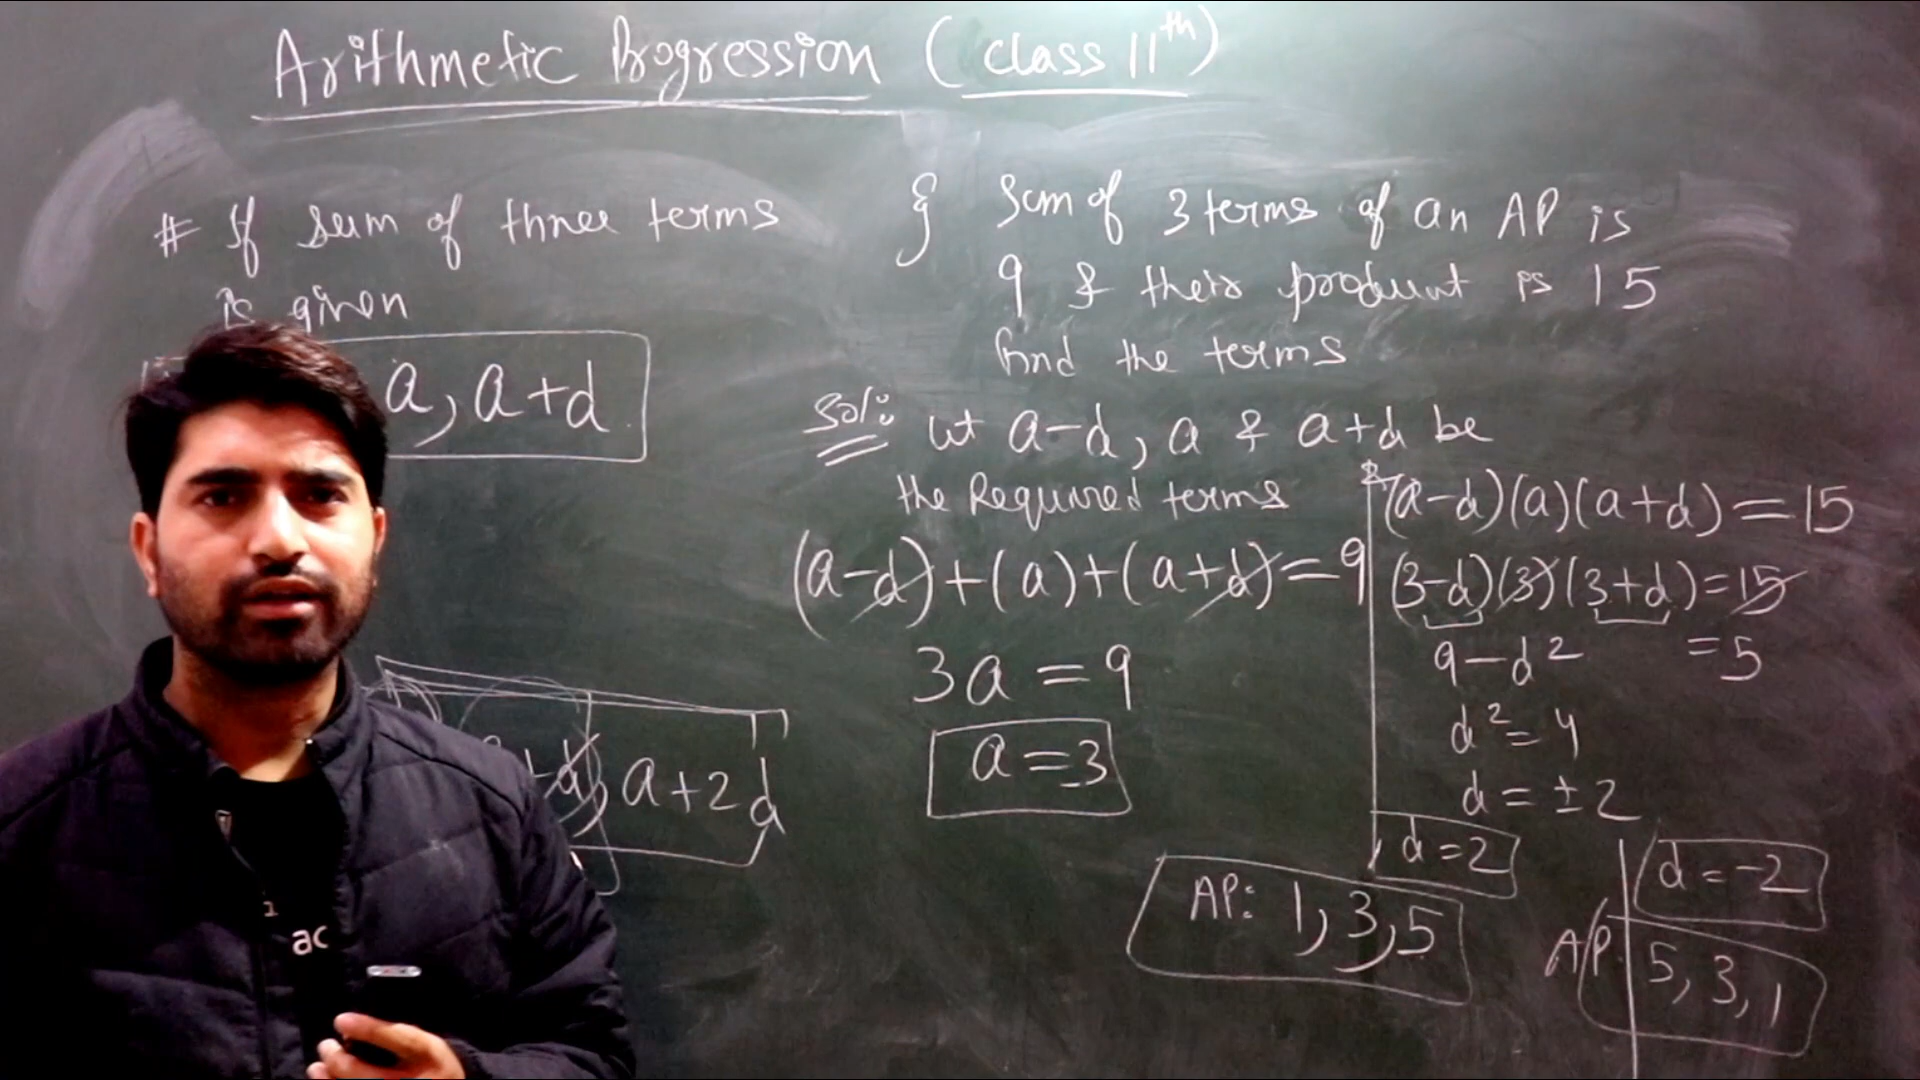 Arithmetic Progression (class 11th)
# If sum of three terms
is given
a, a+d
+d, a+2d
Sum of 3 terms of an AP is
9 & their product is 15
find the terms
Sol:
let a-d, a & a+d be
the Required terms
(a-d)+(a)+(a+d)=9
3a = 9
a = 3
(a-d)(a)(a+d)=15
(3-d)(3)(3+d)=15
9-d² = 5
d² = 4
d = ±2
d = 2
AP: 1, 3, 5
d = -2
AP: 5, 3, 1
ac